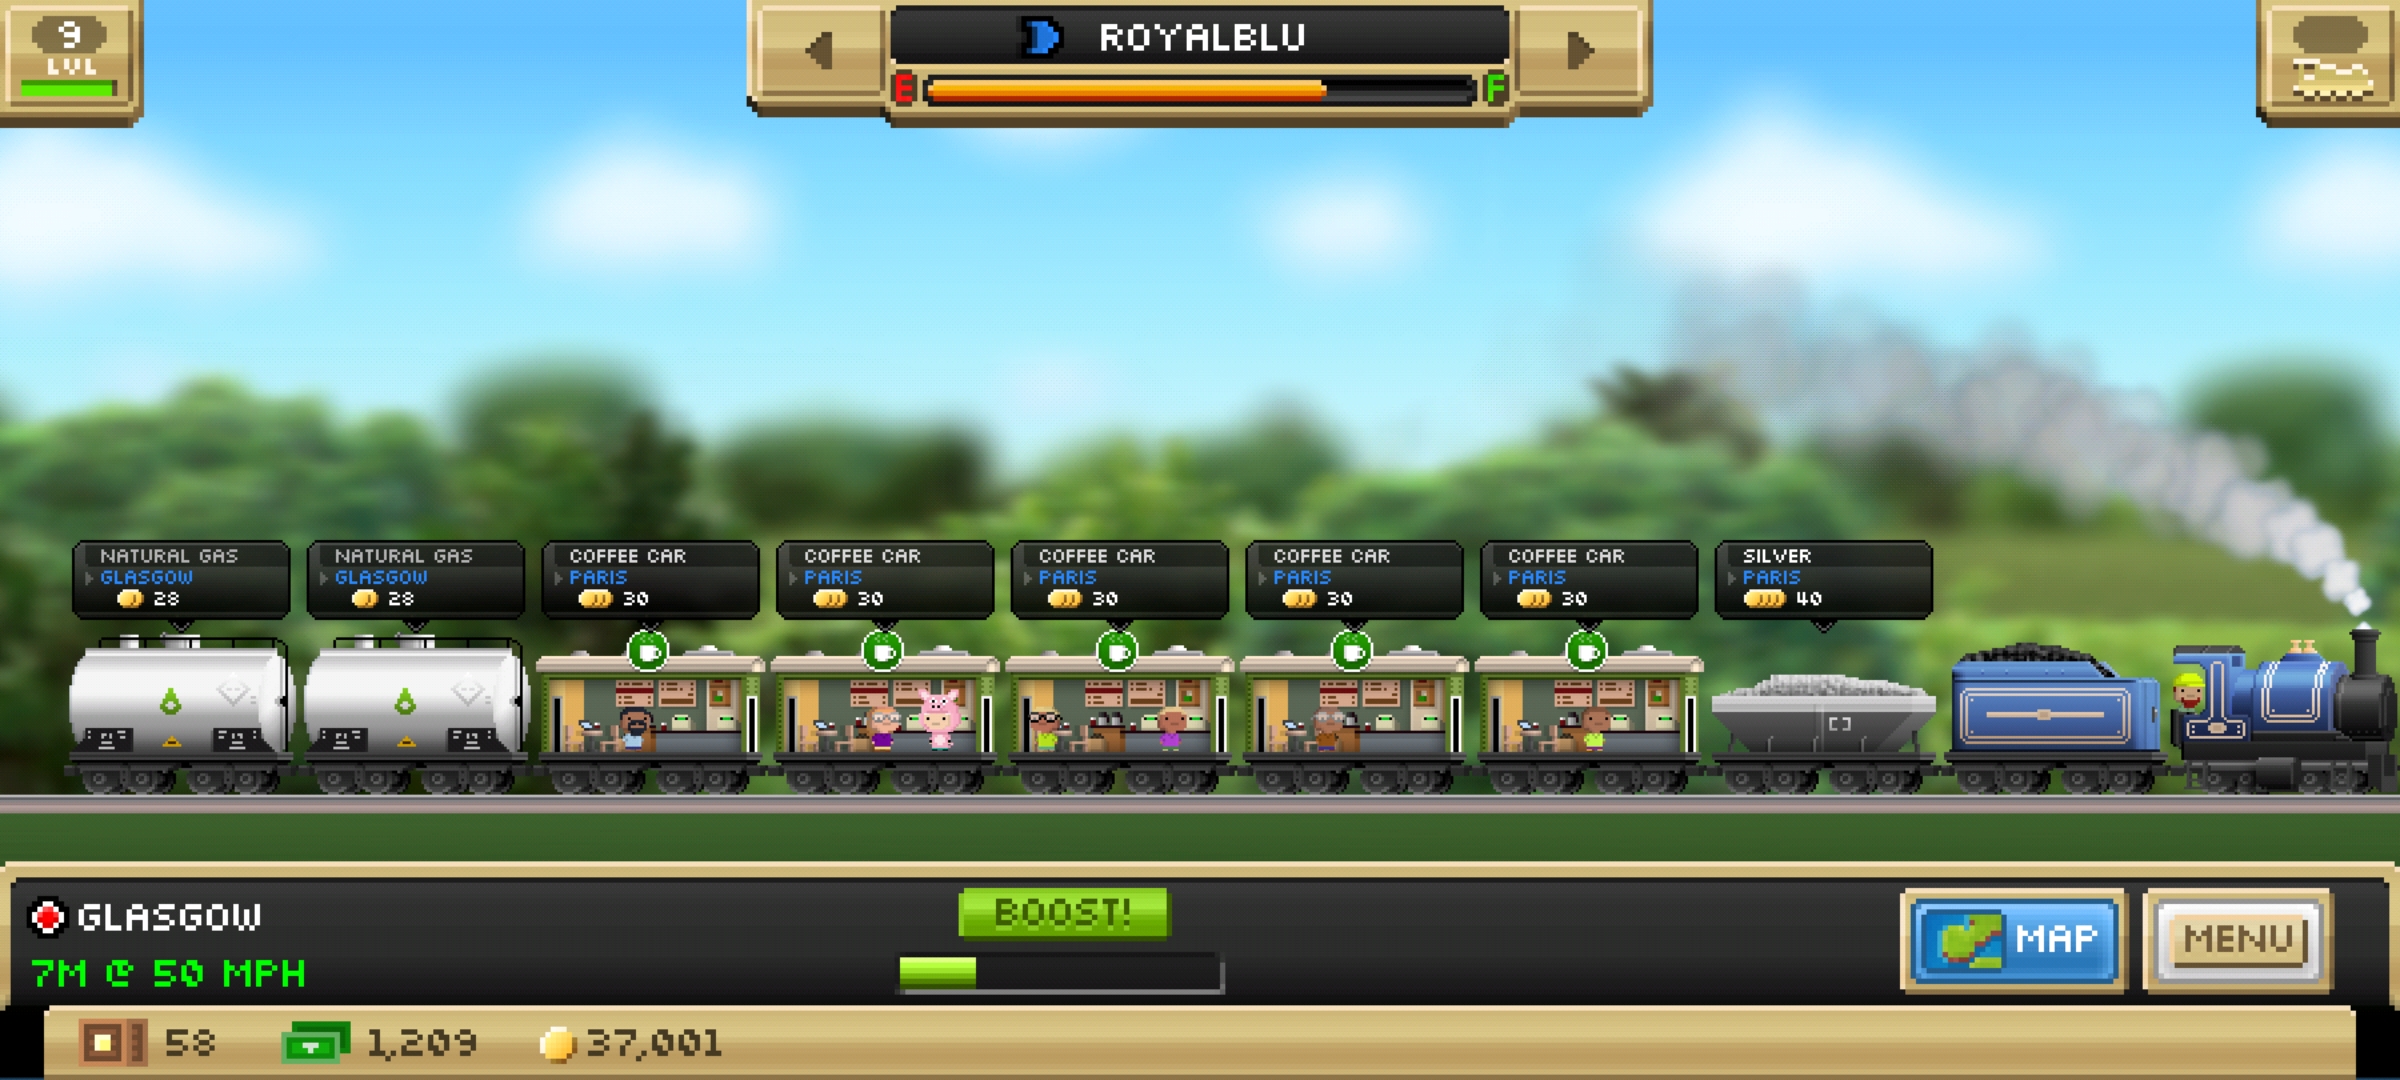 9
LVL
ROYALBLU
E F
NATURAL GAS
GLASGOW
28
NATURAL GAS
GLASGOW
28
COFFEE CAR
PARIS
30
COFFEE CAR
PARIS
30
COFFEE CAR
PARIS
30
COFFEE CAR
PARIS
30
COFFEE CAR
PARIS
30
SILVER
PARIS
40
GLASGOW
7M @ 50 MPH
BOOST!
MAP
MENU
58 1,209 37,001